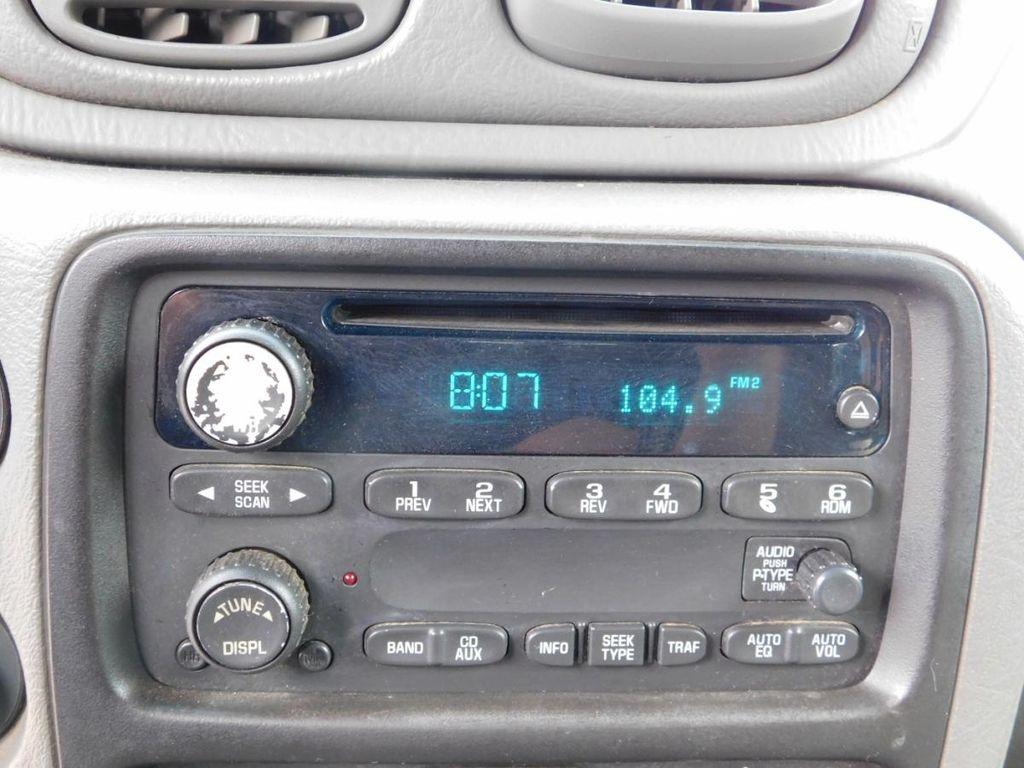 8:07
104.9 FM2
SEEK
SCAN
1 2
PREV NEXT
3 4
REV FWD
5 6
RDM
AUDIO
PUSH
P-TYPE
TURN
TUNE
DISPL
BAND
CD
AUX
INFO
SEEK
TYPE
TRAF
AUTO
EQ
AUTO
VOL